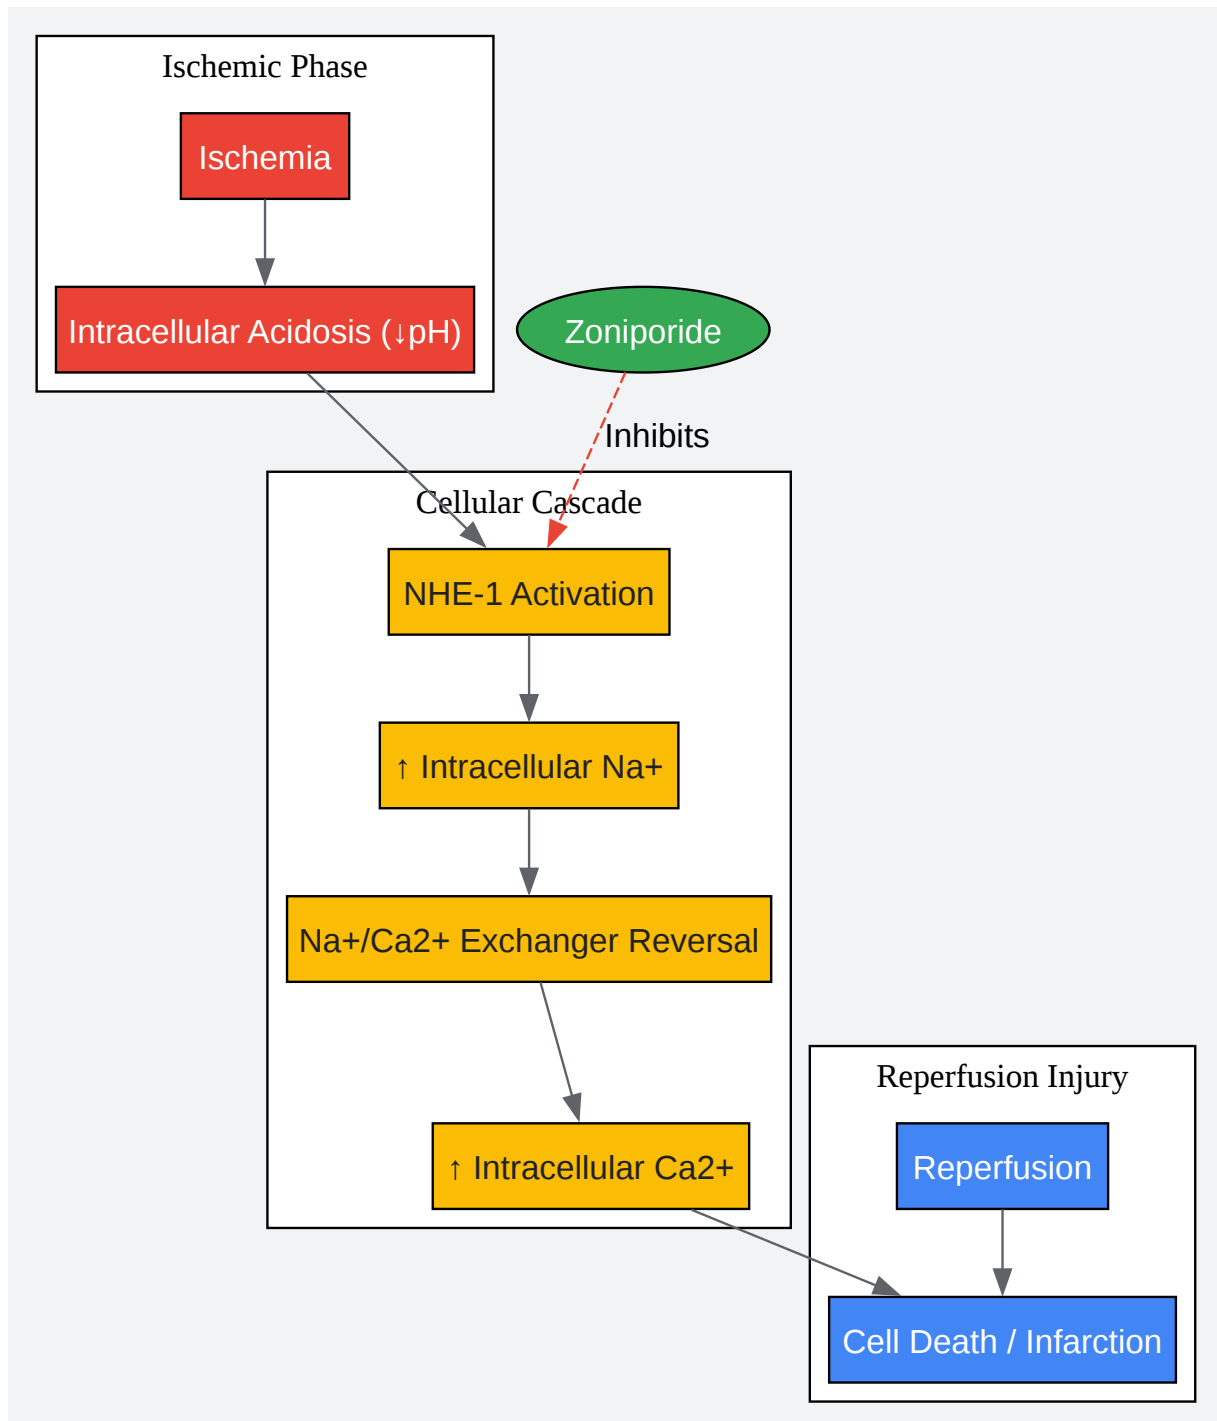 Ischemic Phase
Ischemia
Intracellular Acidosis (↓pH)
Zoniporide
Inhibits
Cellular Cascade
NHE-1 Activation
↑ Intracellular Na+
Na+/Ca2+ Exchanger Reversal
↑ Intracellular Ca2+
Reperfusion Injury
Reperfusion
Cell Death / Infarction